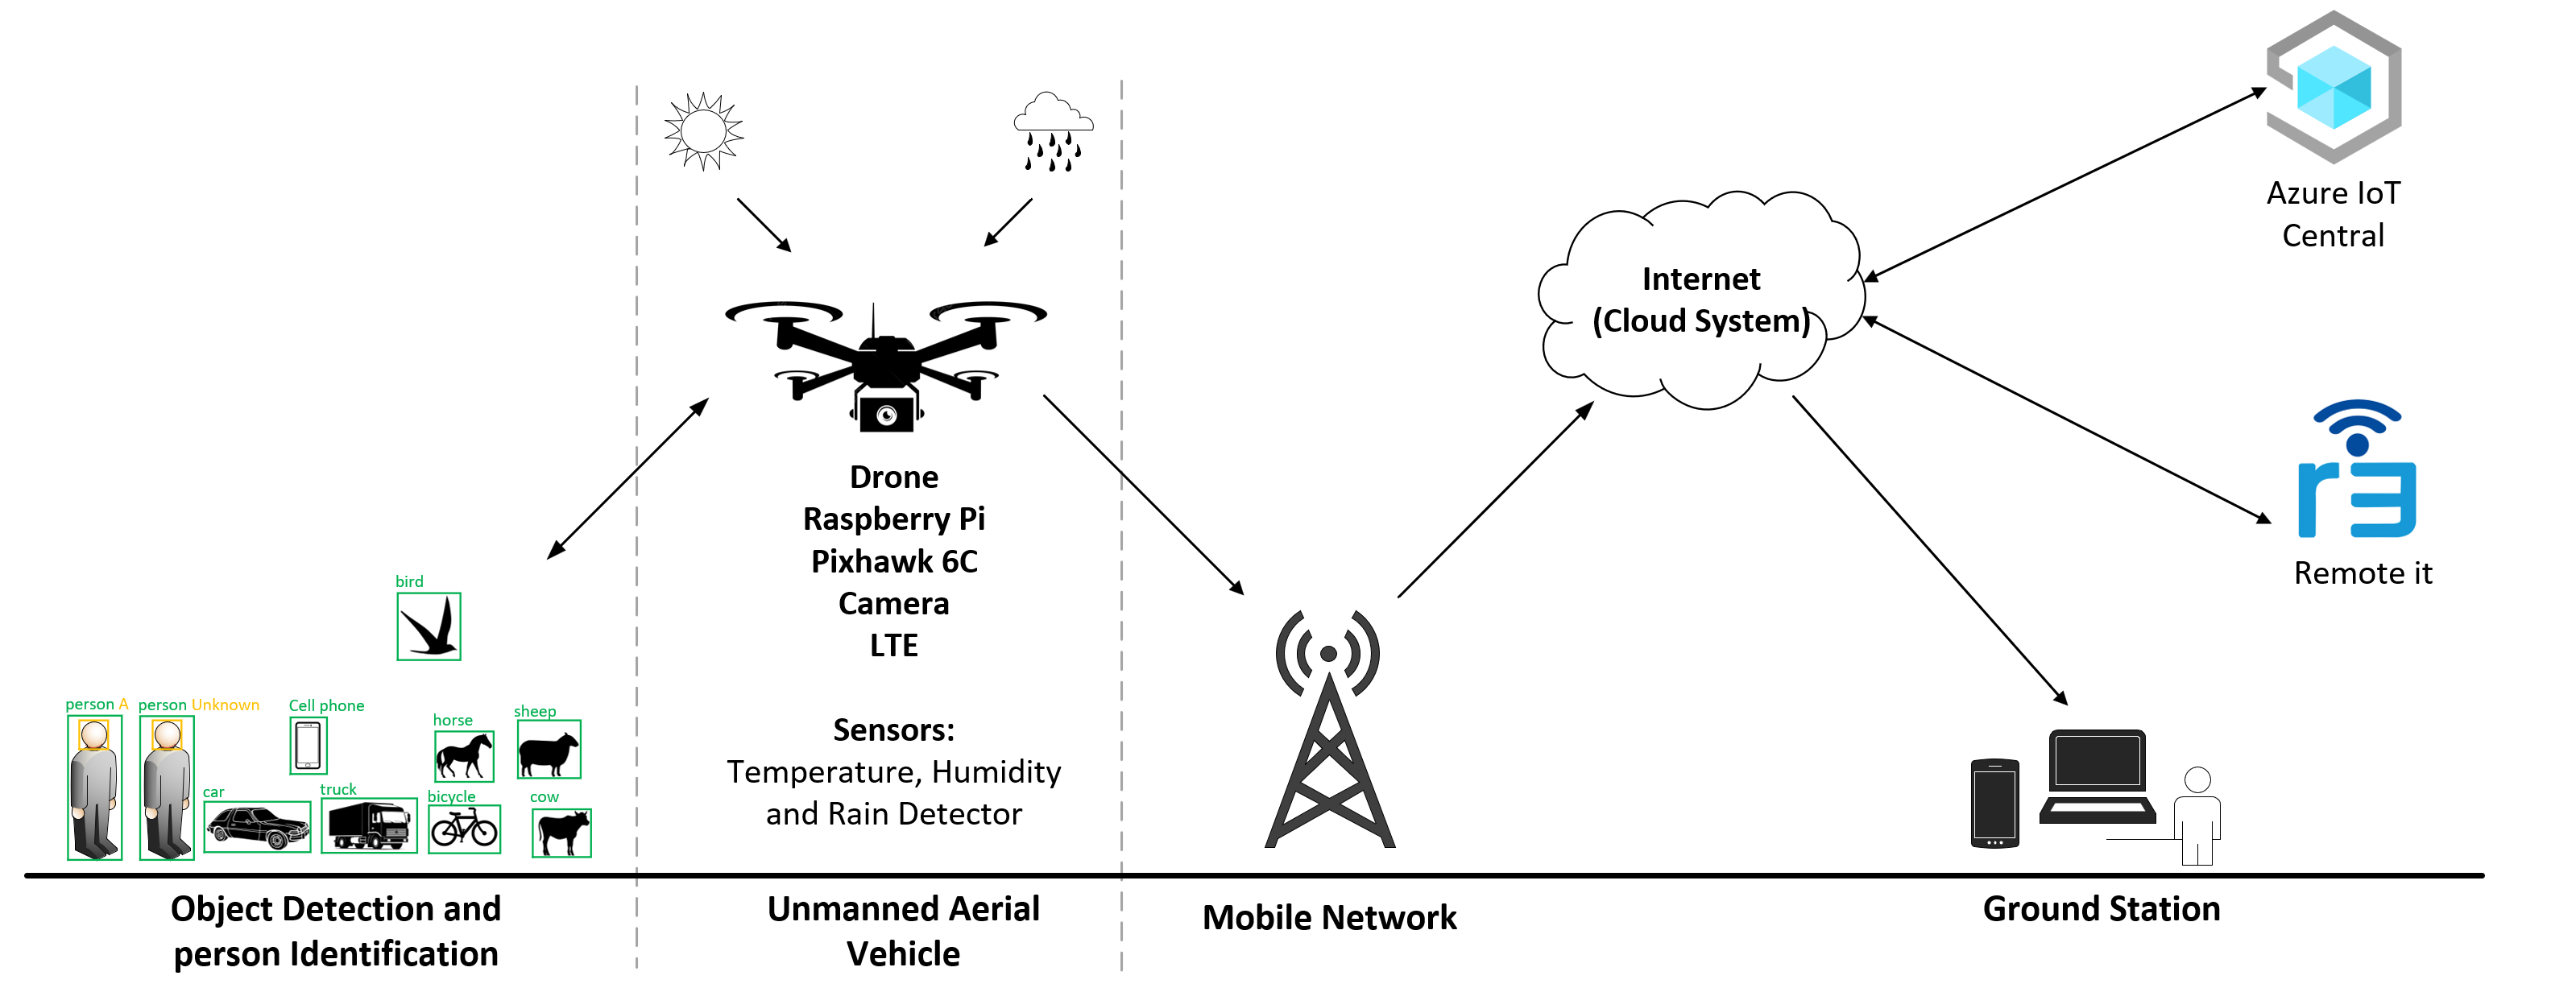 Azure IoT
Central
Internet
(Cloud System)
r3
Remote it
Drone
Raspberry Pi
Pixhawk 6C
Camera
LTE
Sensors:
Temperature, Humidity
and Rain Detector
bird
person A
person Unknown
Cell phone
horse
sheep
car
truck
bicycle
cow
Object Detection and
person Identification
Unmanned Aerial
Vehicle
Mobile Network
Ground Station